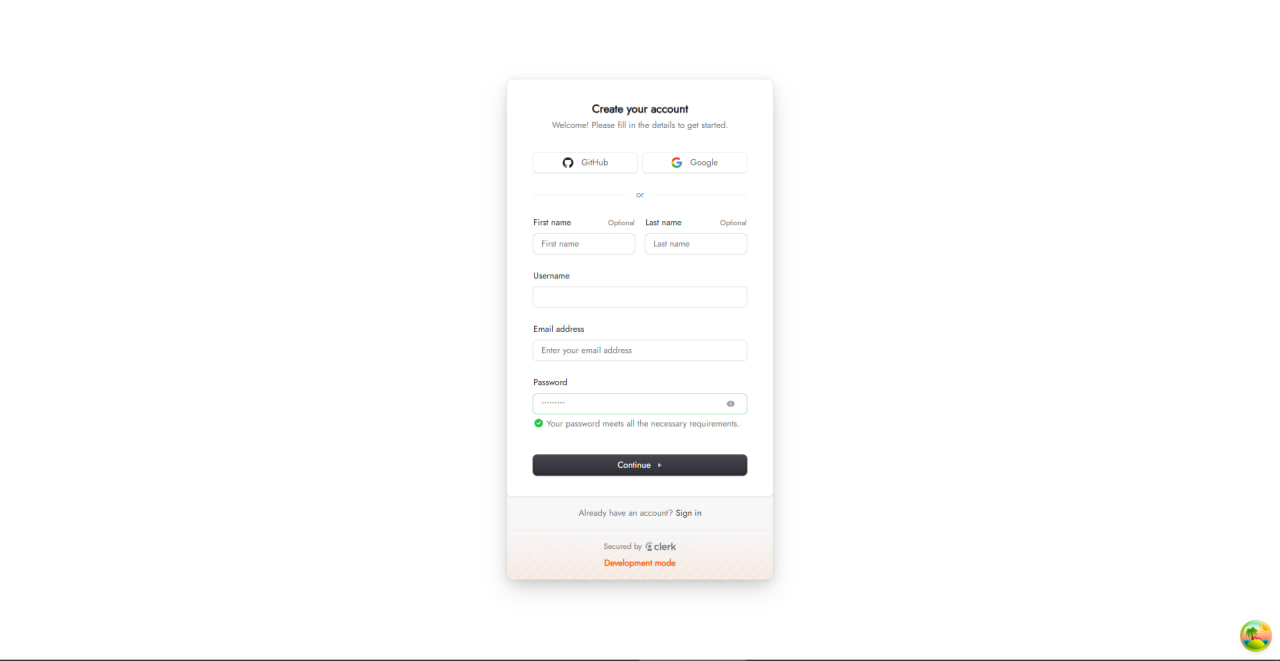 Create your account
Welcome! Please fill in the details to get started.
GitHub
Google
or
First name Optional
Last name Optional
First name
Last name
Username
Email address
Enter your email address
Password
•••••••••
Your password meets all the necessary requirements.
Continue
Already have an account? Sign in
Secured by clerk
Development mode